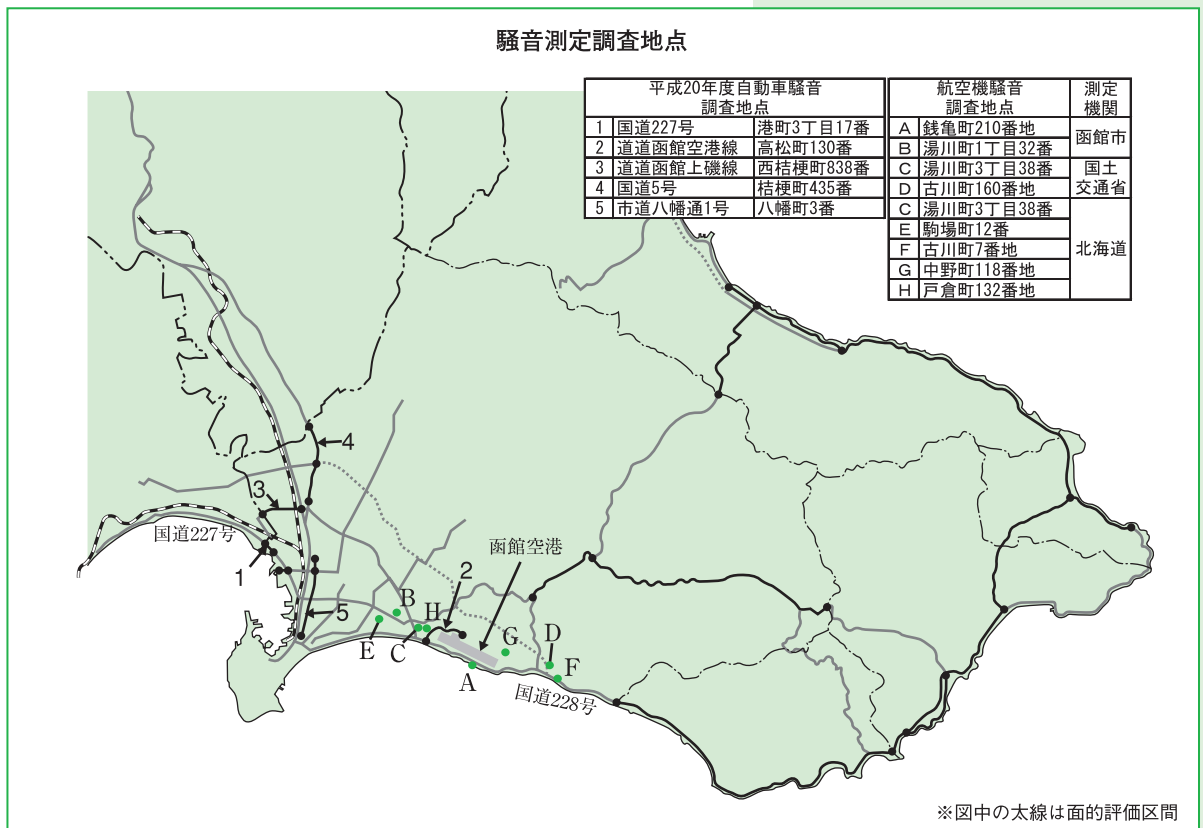 騒音測定調査地点
平成20年度自動車騒音
調査地点
1 国道227号 港町3丁目17番
2 道道函館空港線 高松町130番
3 道道函館上磯線 西桔梗町838番
4 国道5号 桔梗町435番
5 市道八幡通1号 八幡町3番
航空機騒音
調査地点
測定
機関
A 銭亀町210番地
B 湯川町1丁目32番
函館市
C 湯川町3丁目38番
D 古川町160番地
国土
交通省
C 湯川町3丁目38番
E 駒場町12番
F 古川町7番地
G 中野町118番地
H 戸倉町132番地
北海道
4
3
国道227号
1
函館空港
2
5
B
H
E
C
G
D
F
A
国道228号
※図中の太線は面的評価区間